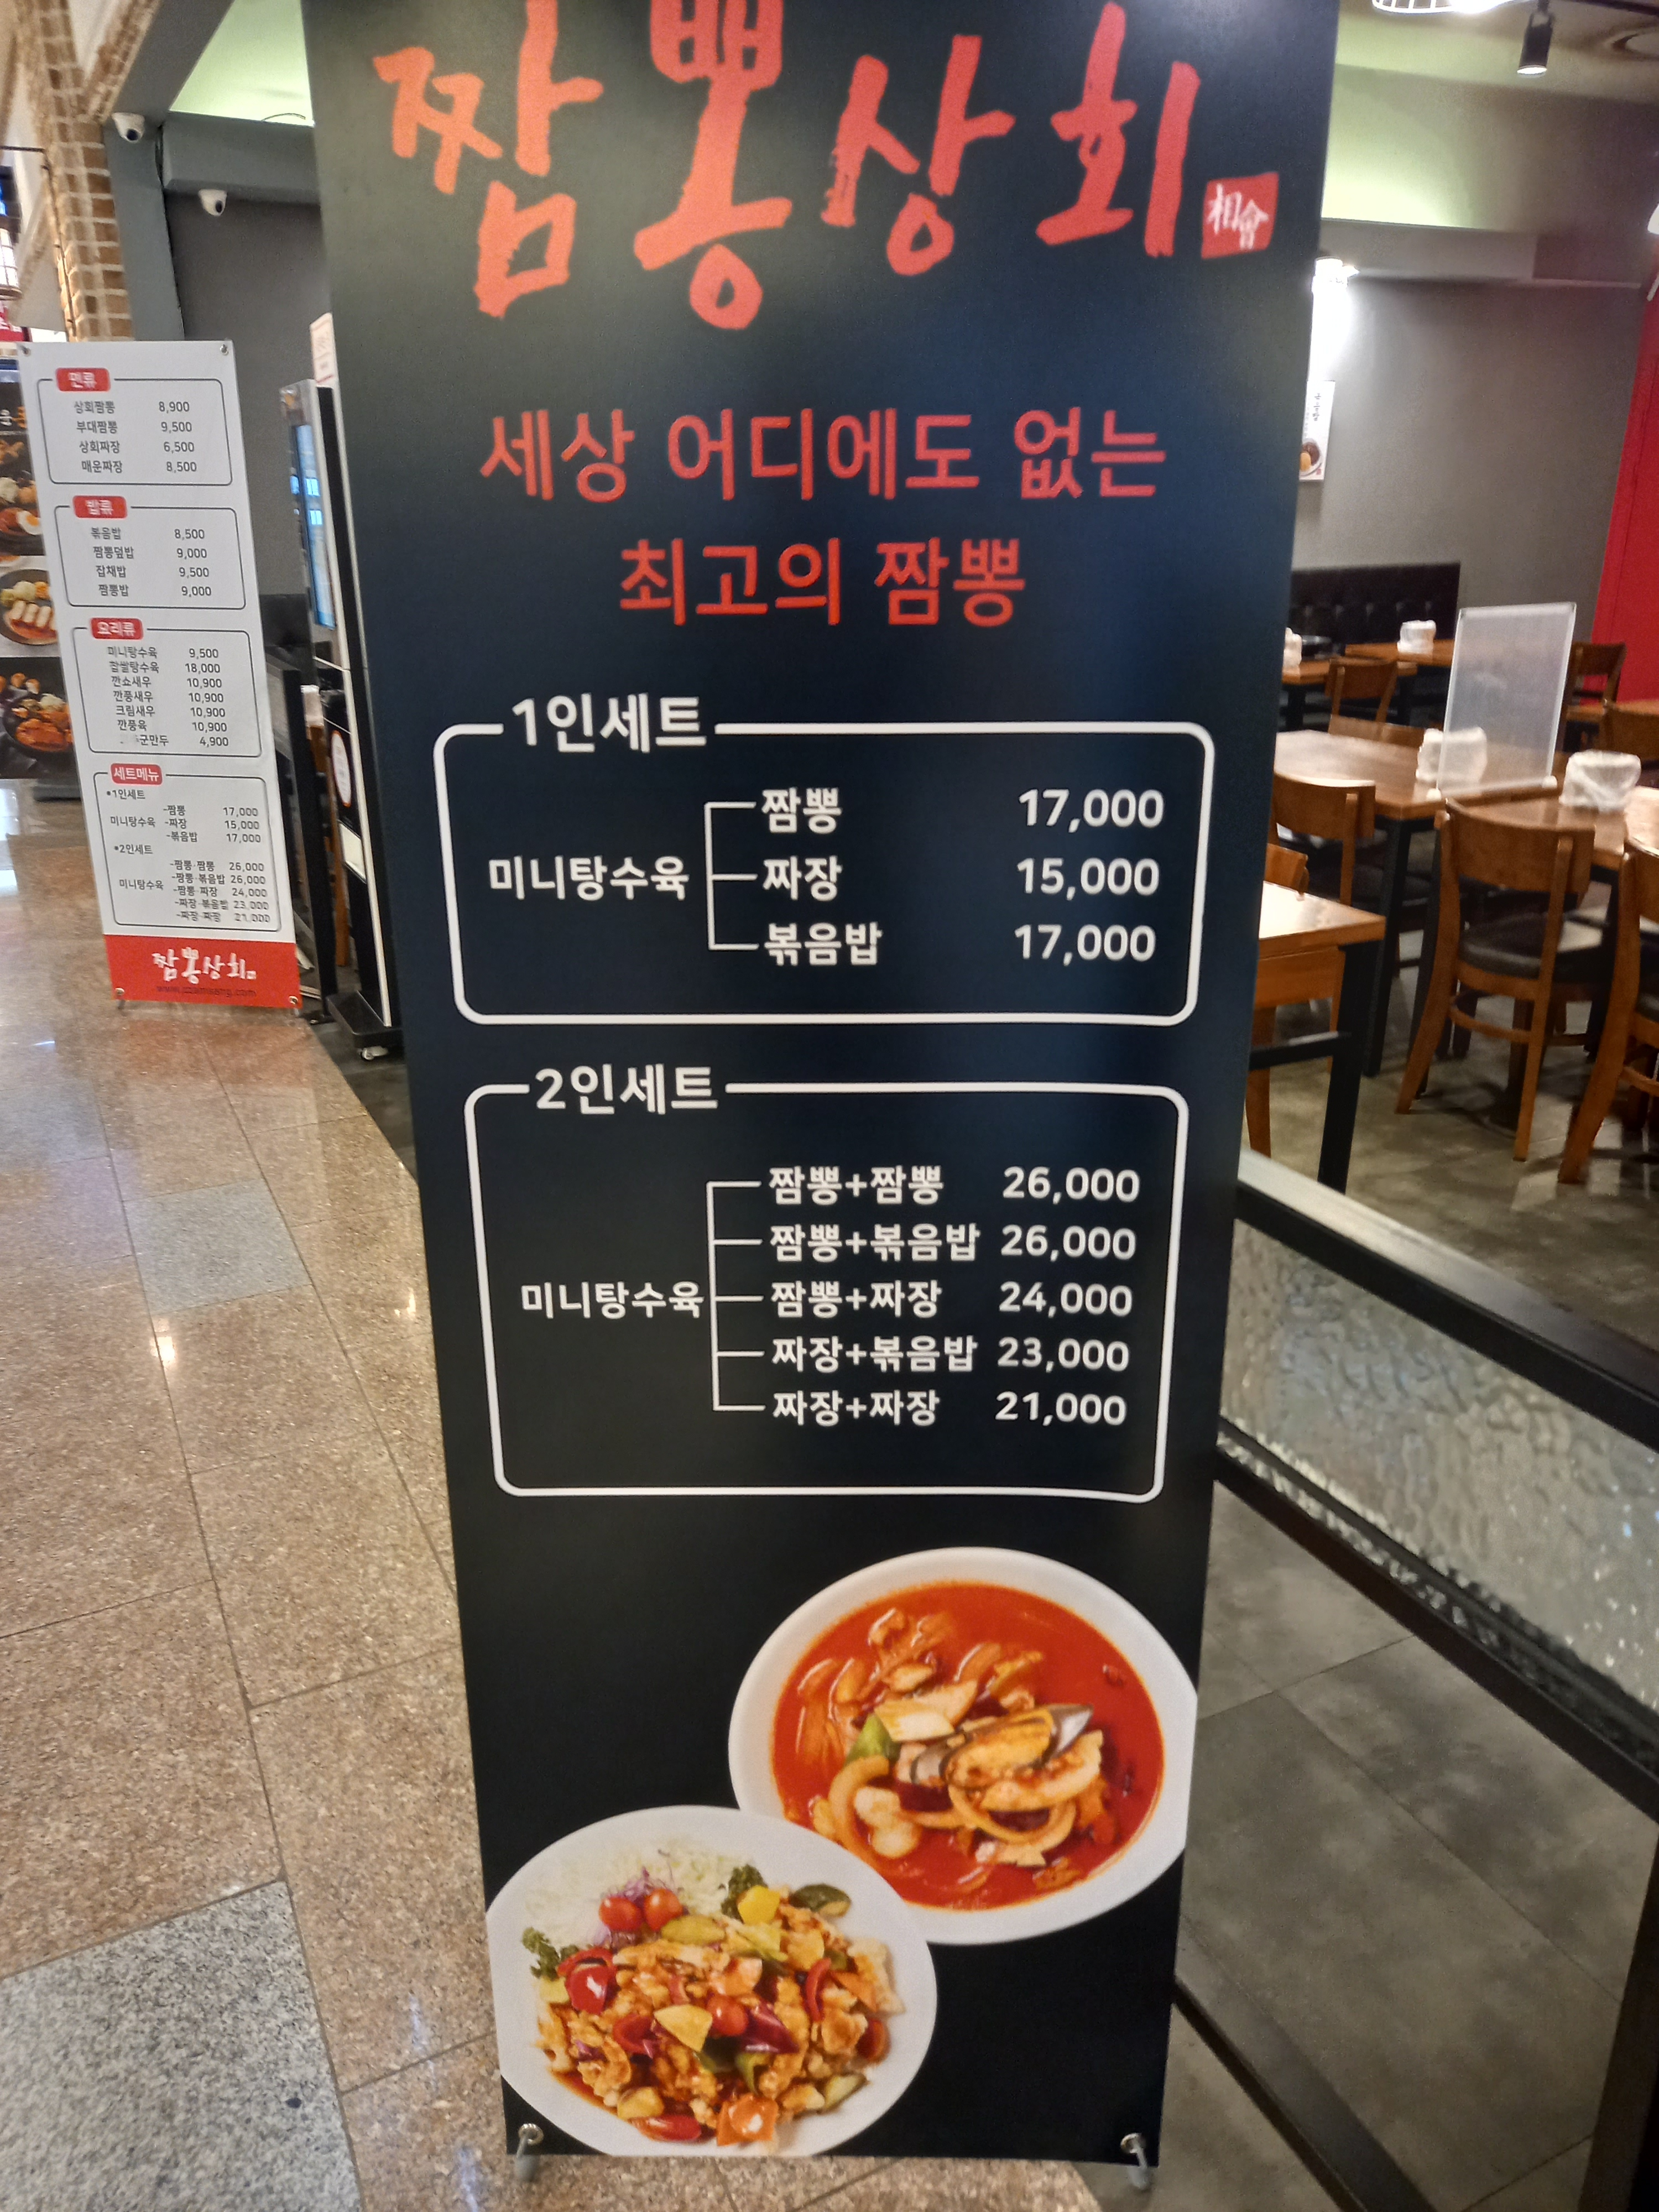 짬뽕상회
相會
세상 어디에도 없는
최고의 짬뽕
1인세트
미니탕수육
짬뽕 17,000
짜장 15,000
볶음밥 17,000
2인세트
미니탕수육
짬뽕+짬뽕 26,000
짬뽕+볶음밥 26,000
짬뽕+짜장 24,000
짜장+볶음밥 23,000
짜장+짜장 21,000
면류
상회짬뽕 8,900
부대짬뽕 9,500
상회짜장 6,500
매운짜장 8,500
밥류
볶음밥 8,500
짬뽕덮밥 9,000
잡채밥 9,500
짬뽕밥 9,000
요리류
미니탕수육 9,500
찹쌀탕수육 18,000
깐쇼새우 10,900
깐풍새우 10,900
크림새우 10,900
깐풍육 10,900
군만두 4,900
세트메뉴
*1인세트
미니탕수육
-짬뽕 17,000
-짜장 15,000
-볶음밥 17,000
*2인세트
미니탕수육
-짬뽕·짬뽕 26,000
-짬뽕·볶음밥 26,000
-짬뽕·짜장 24,000
-짜장·볶음밥 23,000
-짜장·짜장 21,000
짬뽕상회